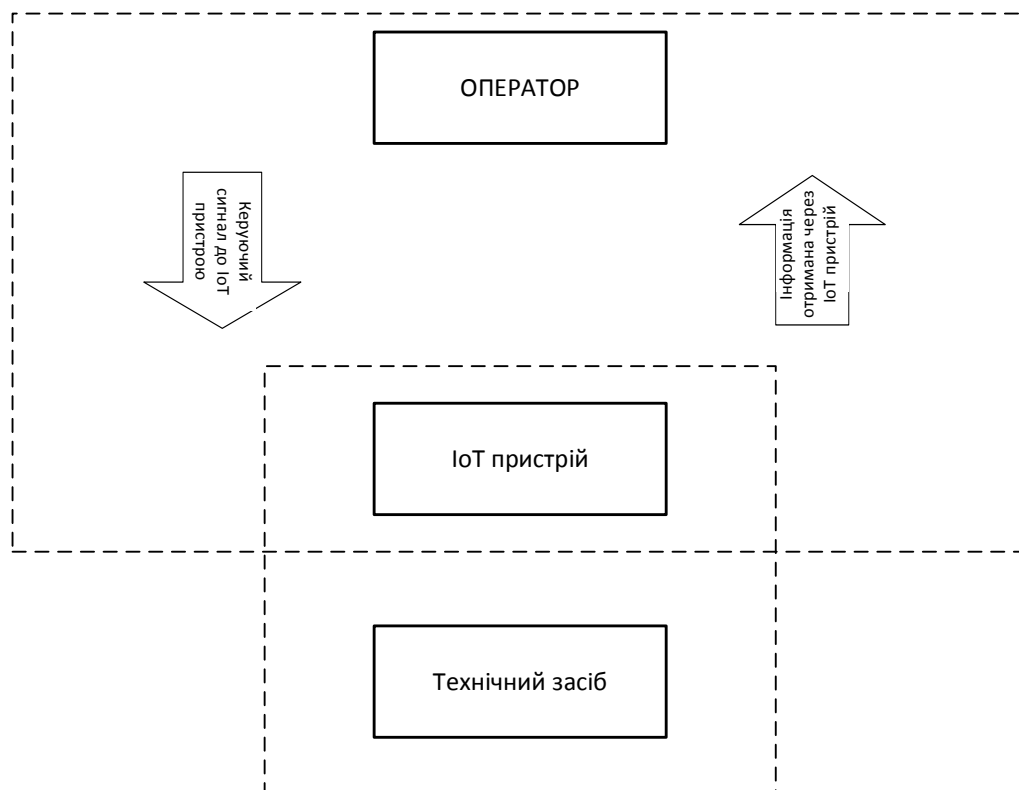 ОПЕРАТОР
Керуючий
сигнал до IoT
пристрою
Інформація
отримана через
IoT пристрій
IoT пристрій
Технічний засіб